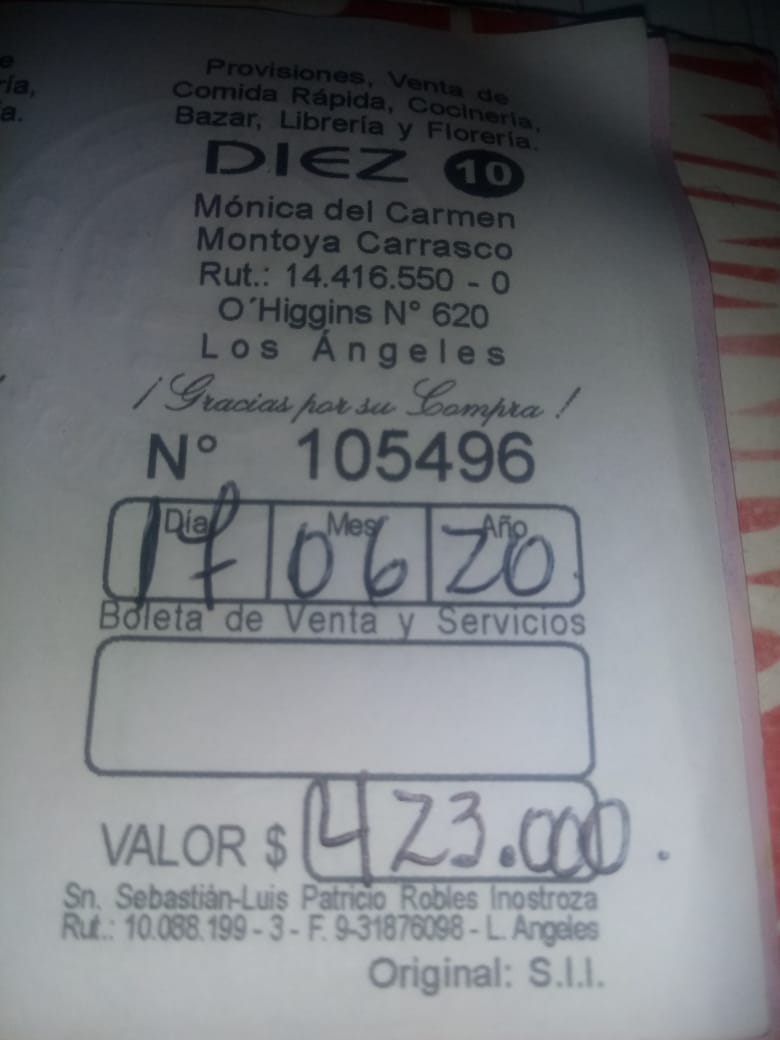 e
ría,
a.
Provisiones, Venta de
Comida Rápida, Cocinería,
Bazar, Librería y Florería.
DIEZ 10
Mónica del Carmen
Montoya Carrasco
Rut.: 14.416.550 - 0
O´Higgins N° 620
Los Ángeles
¡Gracias por su Compra!
N° 105496
Día Mes Año
17 06 20
Boleta de Venta y Servicios
VALOR $ 423.000.
Sn. Sebastián-Luis Patricio Robles Inostroza
Rut.: 10.088.199 - 3 - F. 9-31876098 - L. Angeles
Original: S.I.I.